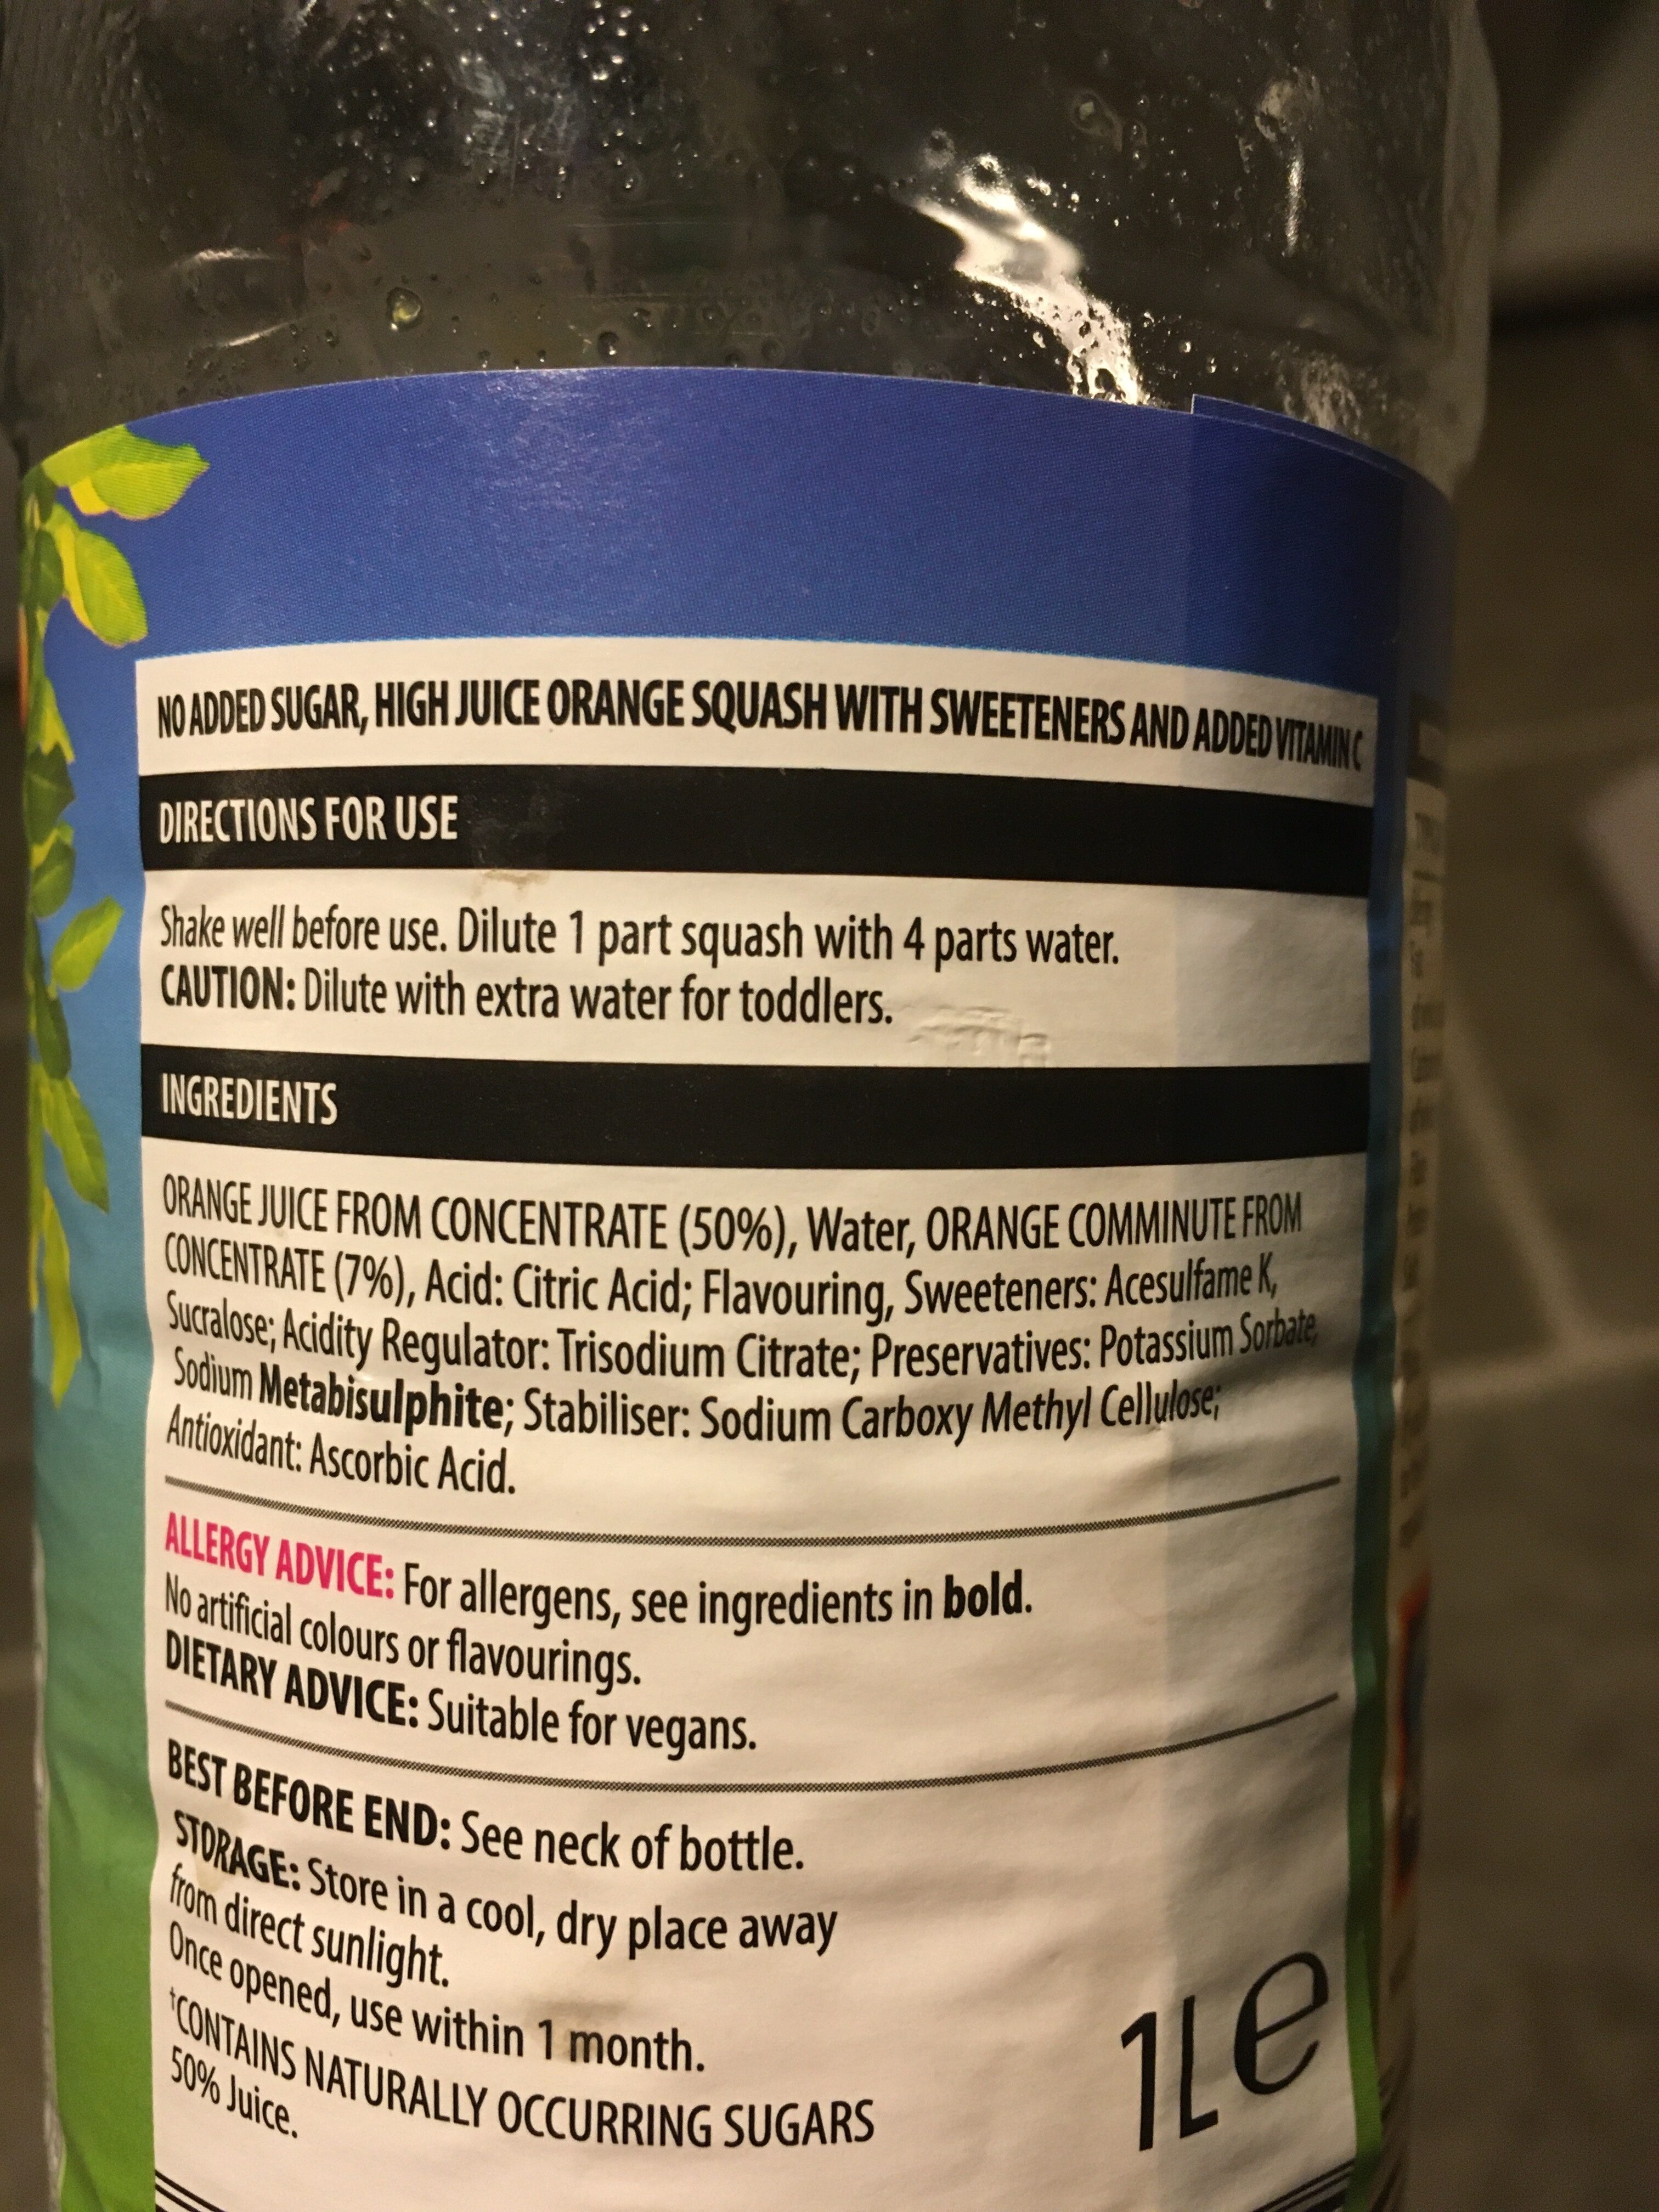 NO ADDED SUGAR, HIGH JUICE ORANGE SQUASH WITH SWEETENERS AND ADDED VITAMIN C
DIRECTIONS FOR USE
Shake well before use. Dilute 1 part squash with 4 parts water.
CAUTION: Dilute with extra water for toddlers.
INGREDIENTS
ORANGE JUICE FROM CONCENTRATE (50%), Water, ORANGE COMMINUTE FROM
CONCENTRATE (7%), Acid: Citric Acid; Flavouring, Sweeteners: Acesulfame K,
Sucralose; Acidity Regulator: Trisodium Citrate; Preservatives: Potassium Sorbate,
Sodium Metabisulphite; Stabiliser: Sodium Carboxy Methyl Cellulose;
Antioxidant: Ascorbic Acid.
ALLERGY ADVICE: For allergens, see ingredients in bold.
No artificial colours or flavourings.
DIETARY ADVICE: Suitable for vegans.
BEST BEFORE END: See neck of bottle.
STORAGE: Store in a cool, dry place away
from direct sunlight.
Once opened, use within 1 month.
†CONTAINS NATURALLY OCCURRING SUGARS
50% Juice.
1L e